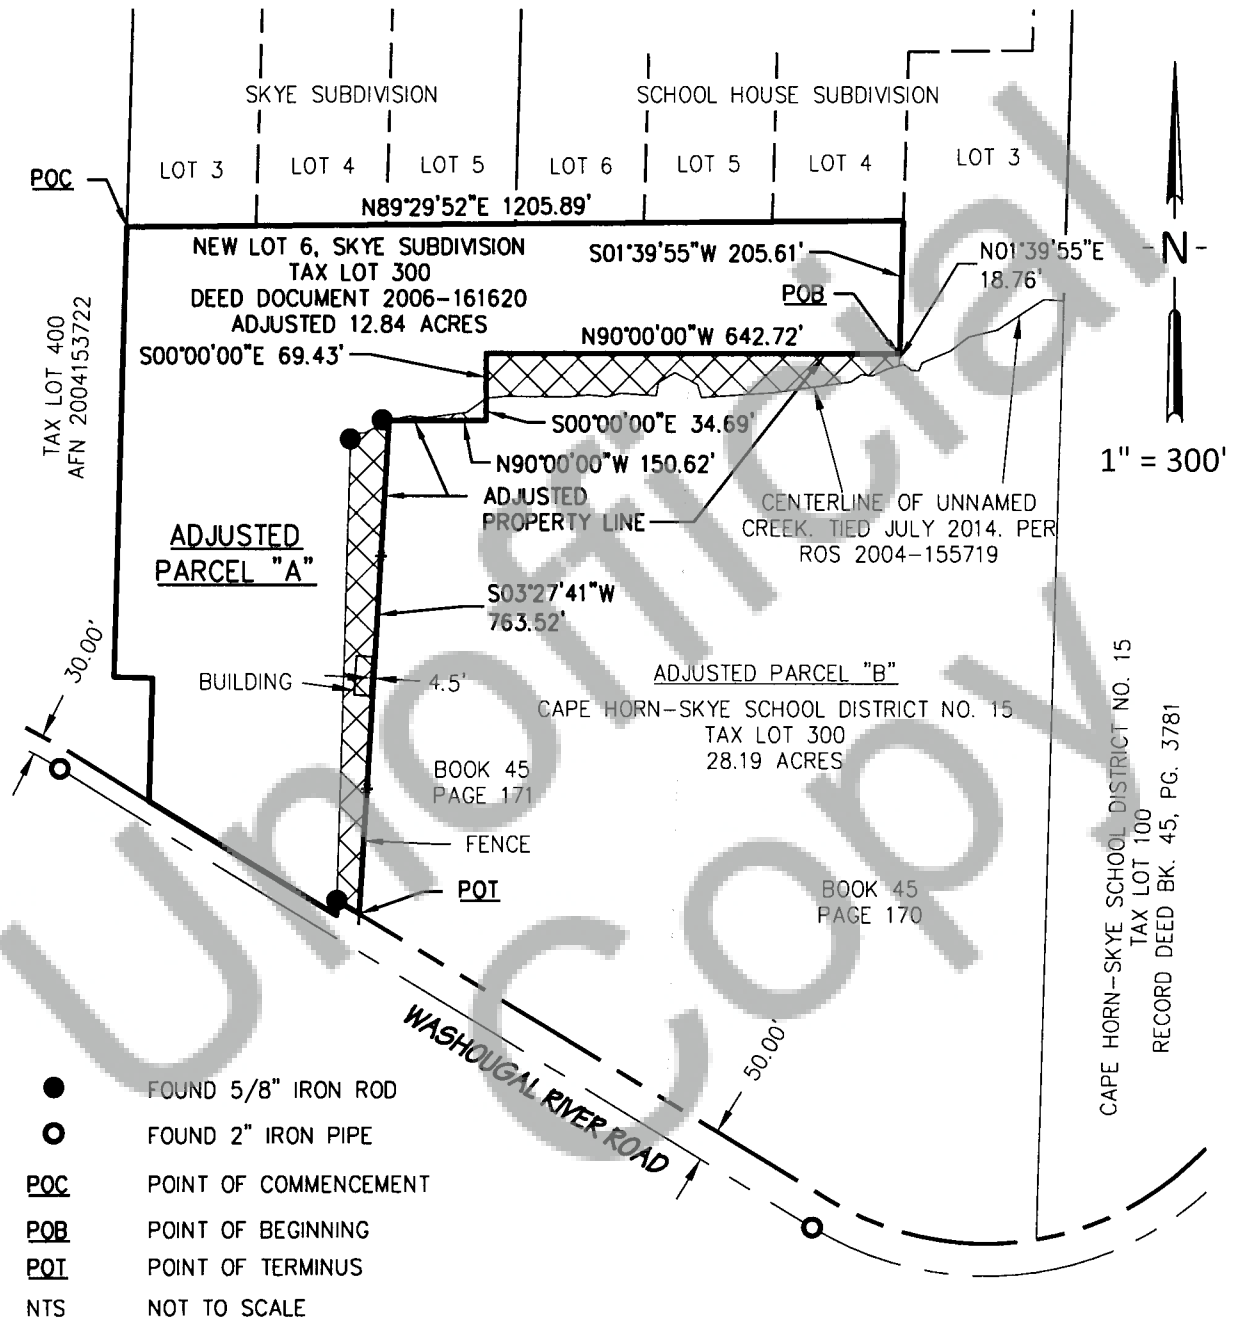 SKYE SUBDIVISION
SCHOOL HOUSE SUBDIVISION
LOT 3
LOT 4
LOT 5
LOT 6
LOT 5
LOT 4
LOT 3
POC
N89°29'52"E 1205.89'
NEW LOT 6, SKYE SUBDIVISION
TAX LOT 300
DEED DOCUMENT 2006-161620
ADJUSTED 12.84 ACRES
S01°39'55"W 205.61'
N01°39'55"E
18.76'
-N-
POB
N90°00'00"W 642.72'
S00°00'00"E 69.43'
TAX LOT 400
AFN 2004153722
S00°00'00"E 34.69'
N90°00'00"W 150.62'
1" = 300'
ADJUSTED
PROPERTY LINE
CENTERLINE OF UNNAMED
CREEK. TIED JULY 2014. PER
ROS 2004-155719
ADJUSTED
PARCEL "A"
S03°27'41"W
763.52'
30.00'
BUILDING
4.5'
ADJUSTED PARCEL "B"
CAPE HORN-SKYE SCHOOL DISTRICT NO. 15
TAX LOT 300
28.19 ACRES
BOOK 45
PAGE 171
FENCE
POT
BOOK 45
PAGE 170
CAPE HORN-SKYE SCHOOL DISTRICT NO. 15
TAX LOT 100
RECORD DEED BK. 45, PG. 3781
WASHOUGAL RIVER ROAD
50.00'
FOUND 5/8" IRON ROD
FOUND 2" IRON PIPE
POC POINT OF COMMENCEMENT
POB POINT OF BEGINNING
POT POINT OF TERMINUS
NTS NOT TO SCALE
Unofficial
Copy